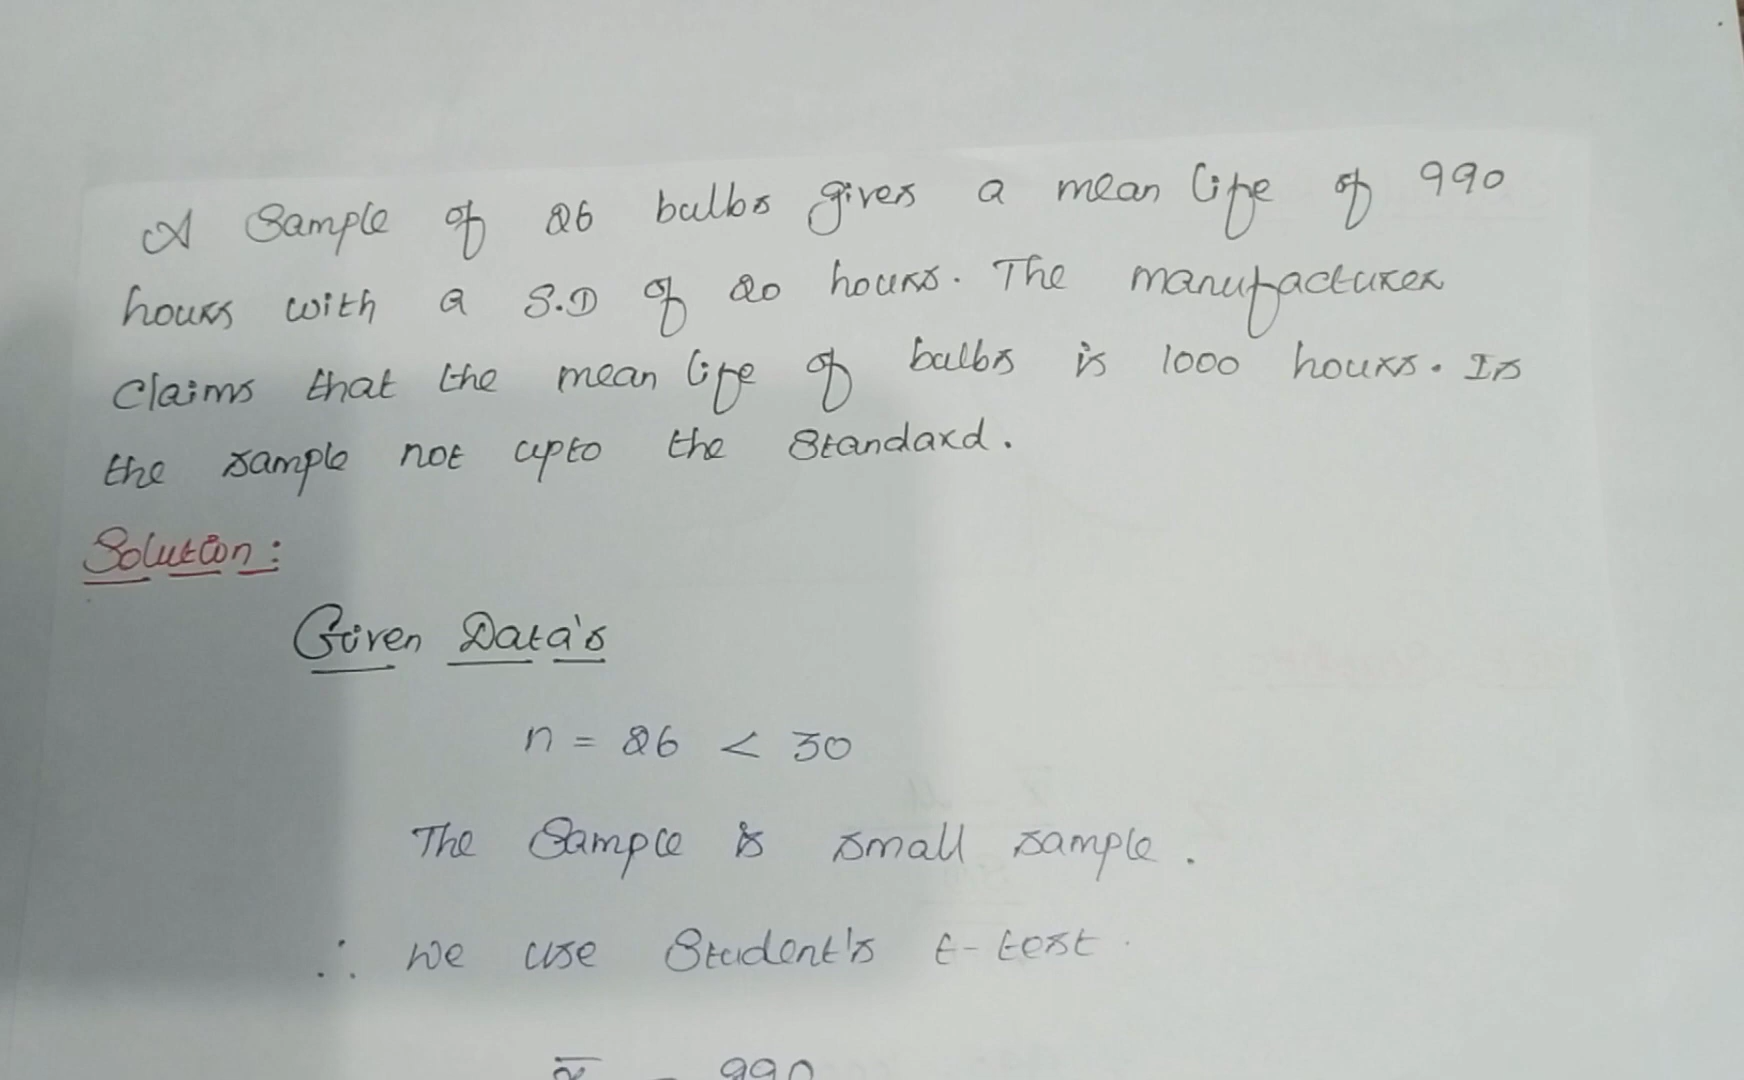 A Sample of 26 bulbs gives a mean life of 990
hours with a S.D of 20 hours. The manufacturer
Claims that the mean life of bulbs is 1000 hours. Is
the sample not upto the Standard.
Solution:
Given Data's
n = 26 < 30
The Sample is small sample.
∴ we use Student's t-test.
x̄ = 990